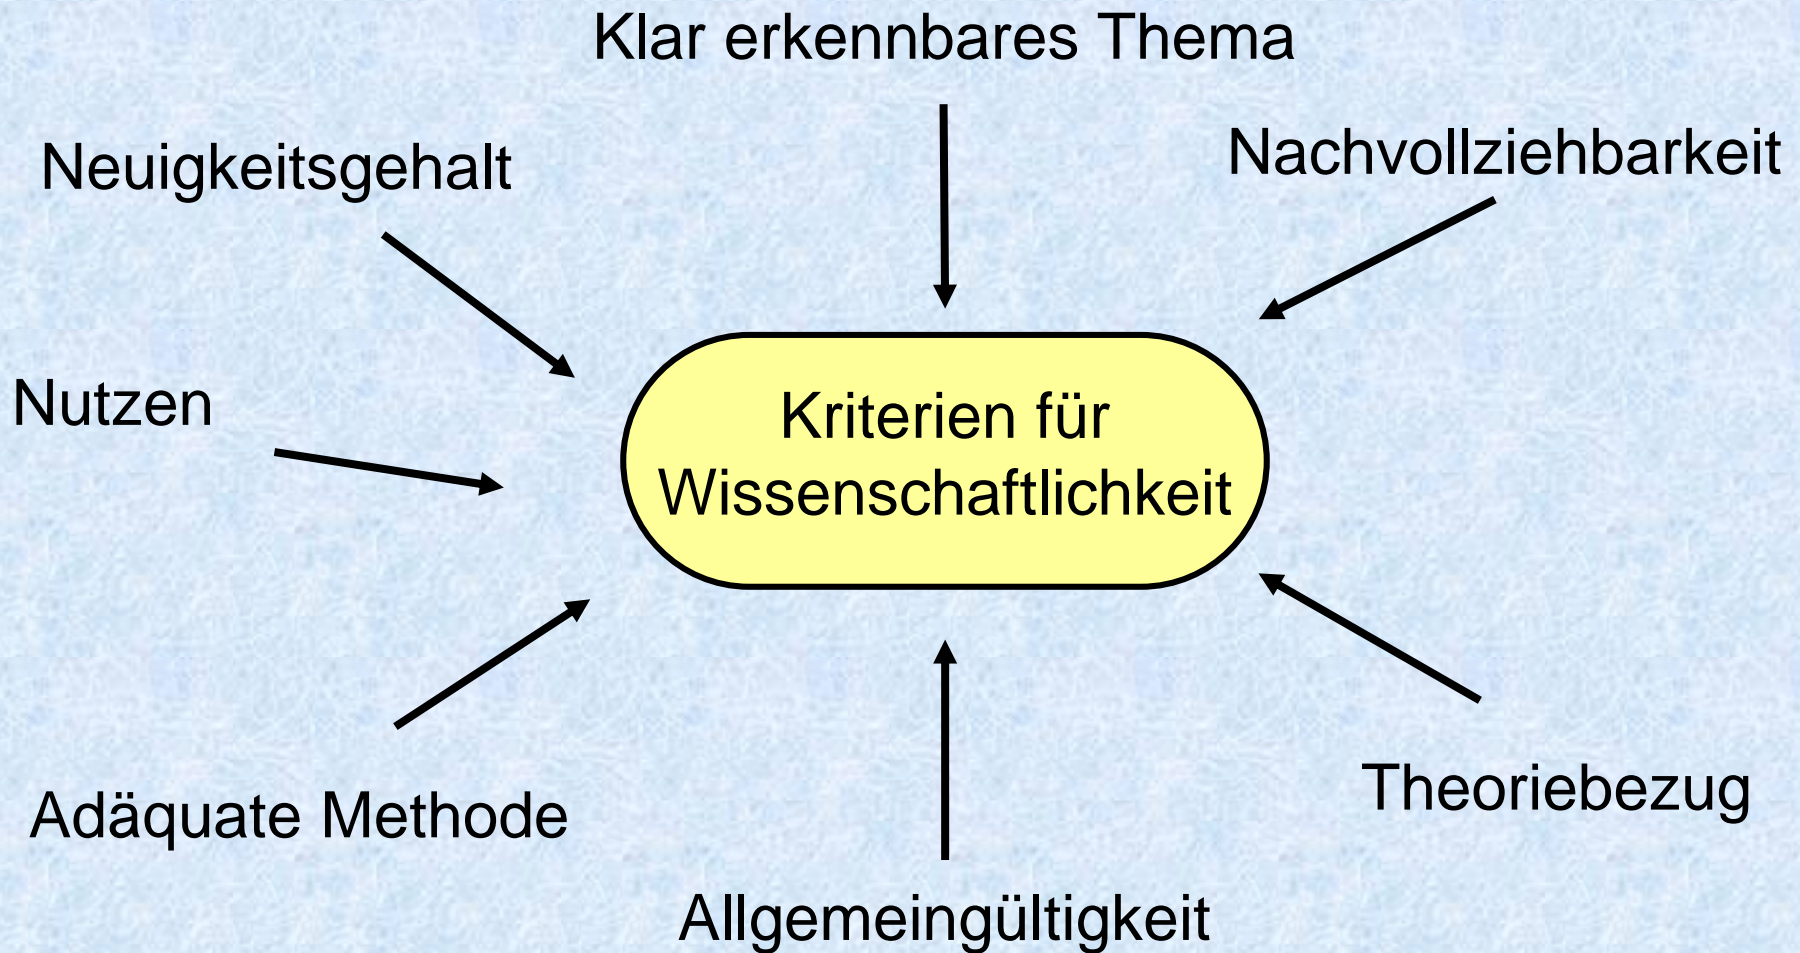 Klar erkennbares Thema
Neuigkeitsgehalt
Nachvollziehbarkeit
Nutzen
Kriterien für
Wissenschaftlichkeit
Adäquate Methode
Theoriebezug
Allgemeingültigkeit